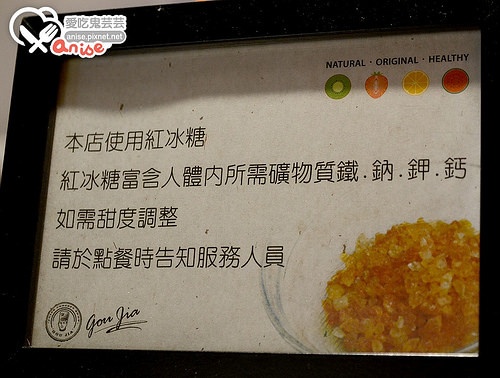 愛吃鬼芸芸
anise.pixnet.net
anise
NATURAL · ORIGINAL · HEALTHY
本店使用紅冰糖
紅冰糖富含人體內所需礦物質鐵.鈉.鉀.鈣
如需甜度調整
請於點餐時告知服務人員
Gou Jia